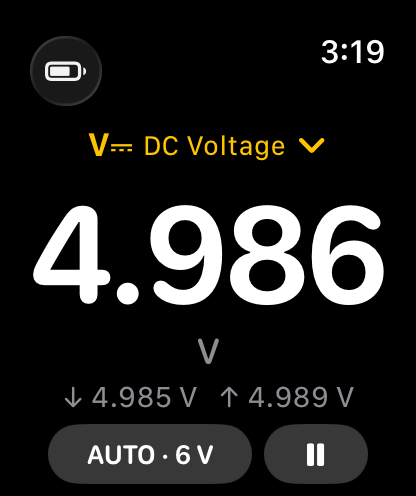 3:19
V⎓ DC Voltage
4.986
V
↓ 4.985 V ↑ 4.989 V
AUTO · 6 V